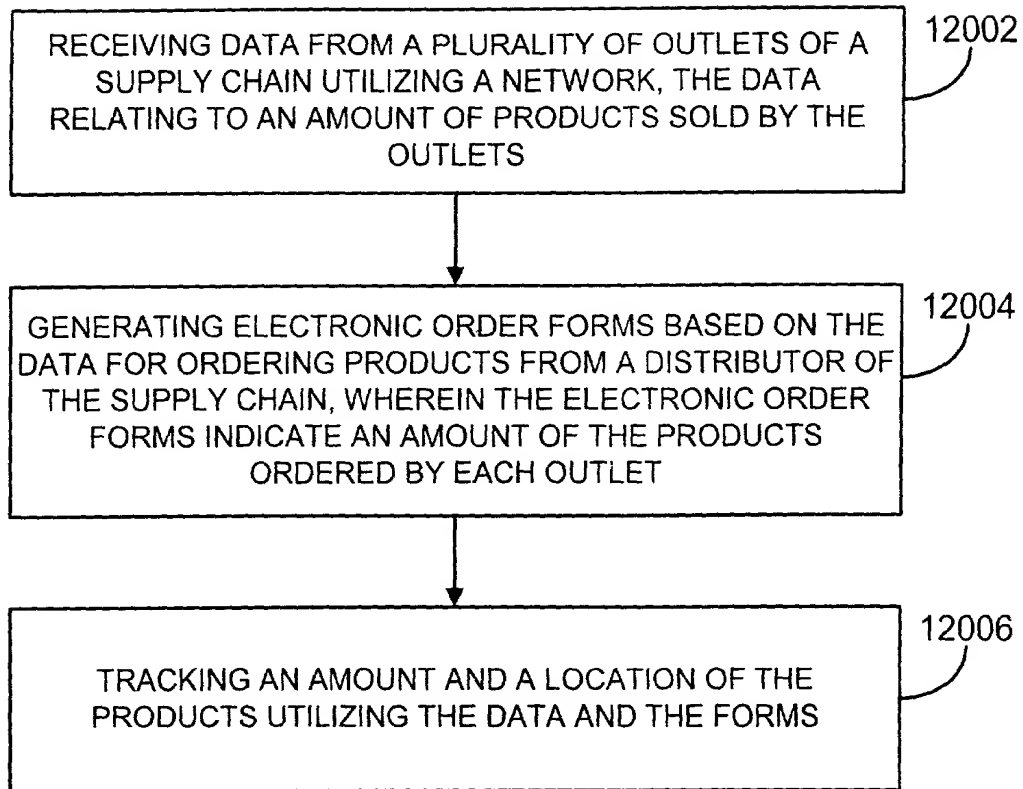 RECEIVING DATA FROM A PLURALITY OF OUTLETS OF A
SUPPLY CHAIN UTILIZING A NETWORK, THE DATA
RELATING TO AN AMOUNT OF PRODUCTS SOLD BY THE
OUTLETS
12002
GENERATING ELECTRONIC ORDER FORMS BASED ON THE
DATA FOR ORDERING PRODUCTS FROM A DISTRIBUTOR OF
THE SUPPLY CHAIN, WHEREIN THE ELECTRONIC ORDER
FORMS INDICATE AN AMOUNT OF THE PRODUCTS
ORDERED BY EACH OUTLET
12004
TRACKING AN AMOUNT AND A LOCATION OF THE
PRODUCTS UTILIZING THE DATA AND THE FORMS
12006